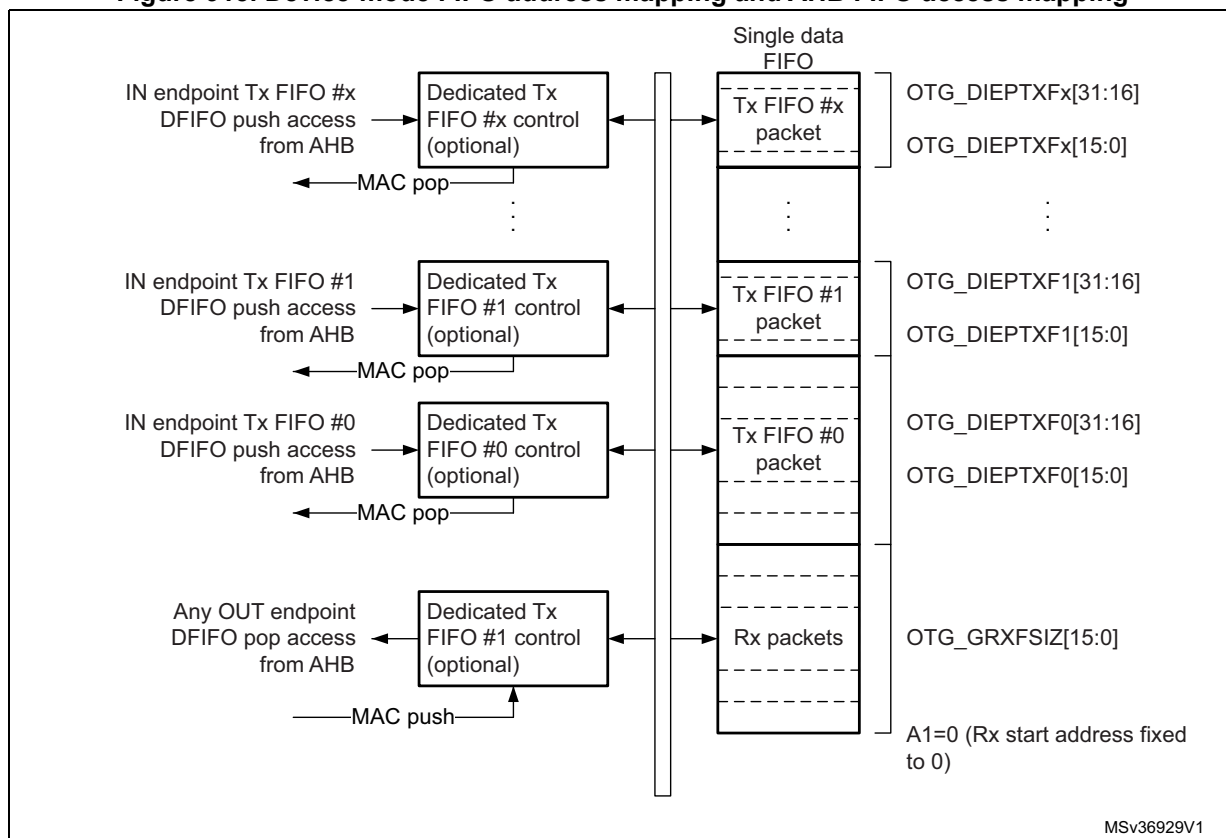 Single data
FIFO
IN endpoint Tx FIFO #x
DFIFO push access
from AHB
Dedicated Tx
FIFO #x control
(optional)
Tx FIFO #x
packet
OTG_DIEPTXFx[31:16]
OTG_DIEPTXFx[15:0]
MAC pop
IN endpoint Tx FIFO #1
DFIFO push access
from AHB
Dedicated Tx
FIFO #1 control
(optional)
Tx FIFO #1
packet
OTG_DIEPTXF1[31:16]
OTG_DIEPTXF1[15:0]
MAC pop
IN endpoint Tx FIFO #0
DFIFO push access
from AHB
Dedicated Tx
FIFO #0 control
(optional)
Tx FIFO #0
packet
OTG_DIEPTXF0[31:16]
OTG_DIEPTXF0[15:0]
MAC pop
Any OUT endpoint
DFIFO pop access
from AHB
Dedicated Tx
FIFO #1 control
(optional)
Rx packets
OTG_GRXFSIZ[15:0]
MAC push
A1=0 (Rx start address fixed
to 0)
MSv36929V1